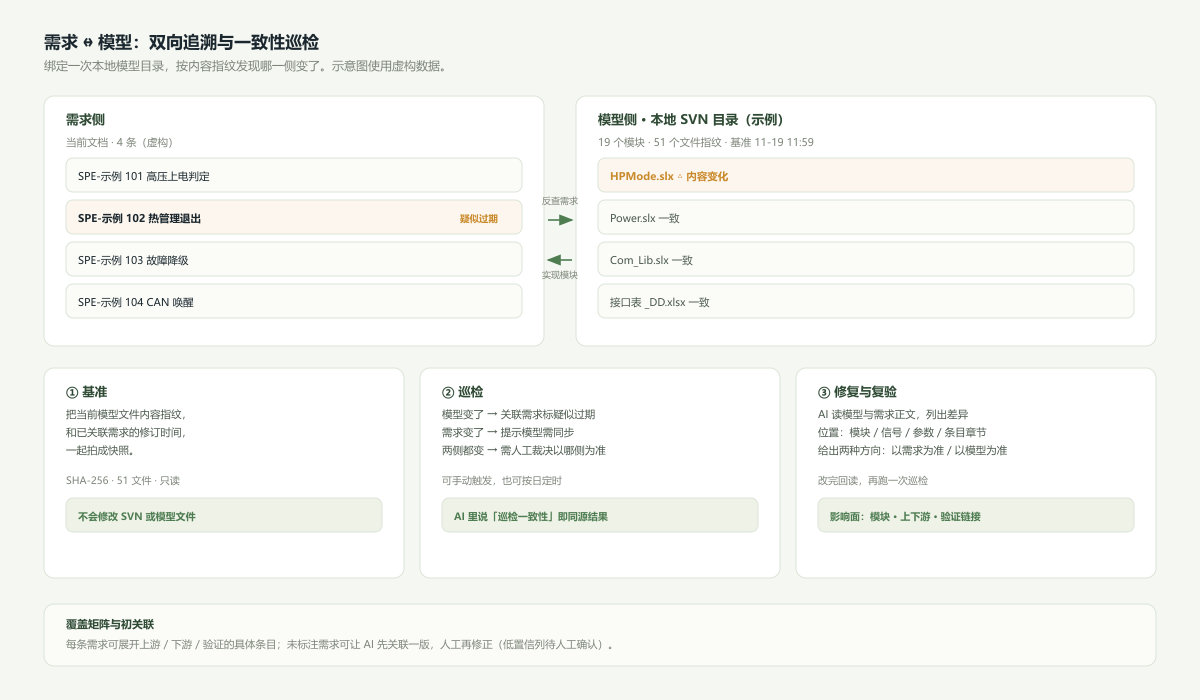 需求 ⇔ 模型：双向追溯与一致性巡检
绑定一次本地模型目录，按内容指纹发现哪一侧变了。示意图使用虚构数据。
需求侧
当前文档 · 4 条（虚构）
SPE-示例 101 高压上电判定
SPE-示例 102 热管理退出
疑似过期
SPE-示例 103 故障降级
SPE-示例 104 CAN 唤醒
反查需求
实现模块
模型侧 · 本地 SVN 目录（示例）
19 个模块 · 51 个文件指纹 · 基准 11-19 11:59
HPMode.slx ▵ 内容变化
Power.slx 一致
Com_Lib.slx 一致
接口表 _DD.xlsx 一致
① 基准
把当前模型文件内容指纹，
和已关联需求的修订时间，
一起拍成快照。
SHA-256 · 51 文件 · 只读
不会修改 SVN 或模型文件
② 巡检
模型变了 → 关联需求标疑似过期
需求变了 → 提示模型需同步
两侧都变 → 需人工裁决以哪侧为准
可手动触发，也可按日定时
AI 里说「巡检一致性」即同源结果
③ 修复与复验
AI 读模型与需求正文，列出差异
位置：模块 / 信号 / 参数 / 条目章节
给出两种方向：以需求为准 / 以模型为准
改完回读，再跑一次巡检
影响面：模块 · 上下游 · 验证链接
覆盖矩阵与初关联
每条需求可展开上游 / 下游 / 验证的具体条目；未标注需求可让 AI 先关联一版，人工再修正（低置信列待人工确认）。